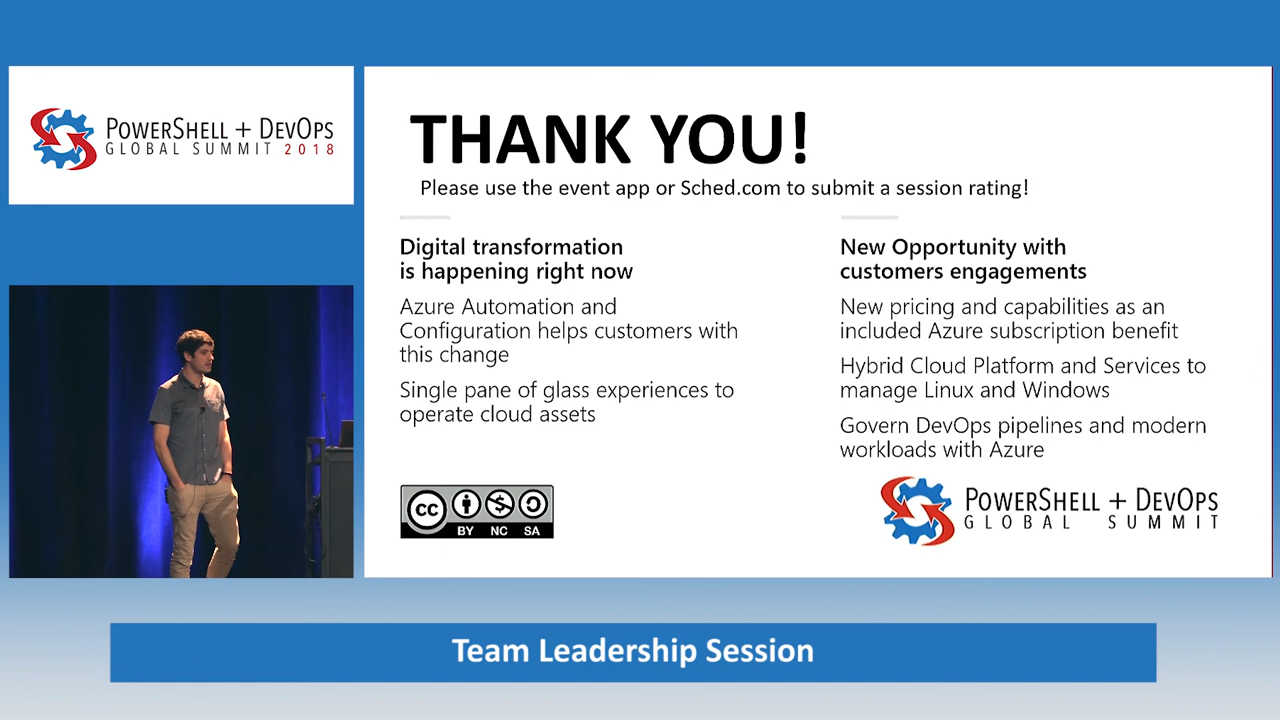 POWERSHELL + DEVOPS
GLOBAL SUMMIT 2018
THANK YOU!
Please use the event app or Sched.com to submit a session rating!
Digital transformation
is happening right now
Azure Automation and
Configuration helps customers with
this change
Single pane of glass experiences to
operate cloud assets
New Opportunity with
customers engagements
New pricing and capabilities as an
included Azure subscription benefit
Hybrid Cloud Platform and Services to
manage Linux and Windows
Govern DevOps pipelines and modern
workloads with Azure
cc
BY NC SA
POWERSHELL + DEVOPS
GLOBAL SUMMIT
Team Leadership Session